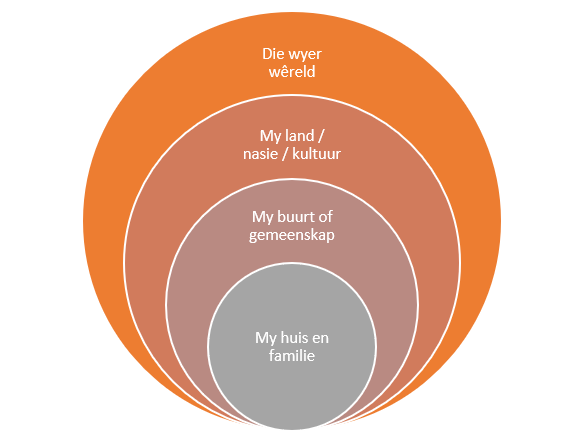 Die wyer
wêreld
My land /
nasie / kultuur
My buurt of
gemeenskap
My huis en
familie